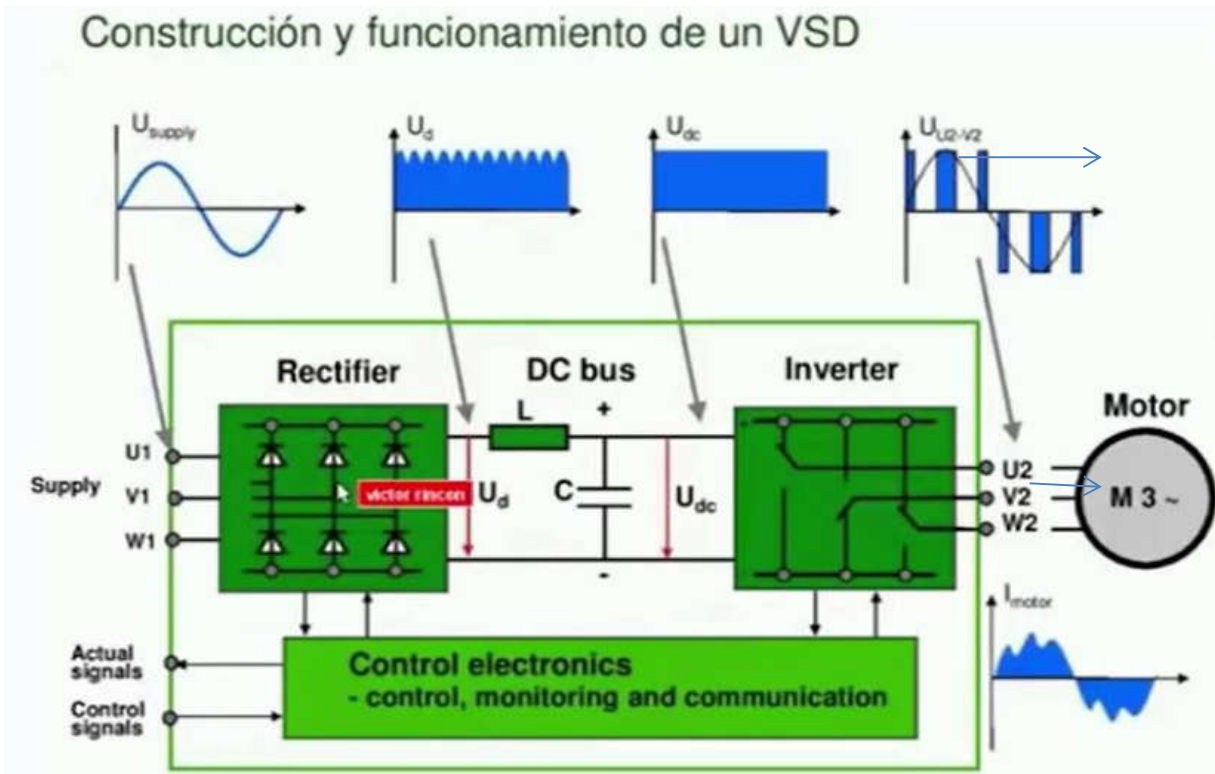 Construcción y funcionamiento de un VSD
Usupply
Ud
Udc
UU2-V2
Rectifier
DC bus
Inverter
Motor
L
+
U1
Supply
V1
W1
victor rincon
Ud
C
Udc
-
U2
V2
W2
M 3 ~
Imotor
Actual
signals
Control
signals
Control electronics
- control, monitoring and communication